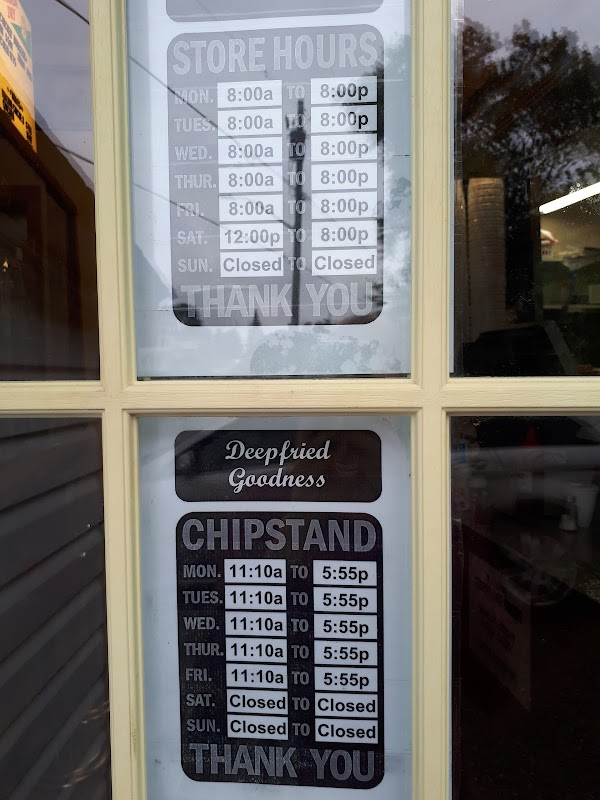 STORE HOURS
MON. 8:00a TO 8:00p
TUES. 8:00a TO 8:00p
WED. 8:00a TO 8:00p
THUR. 8:00a TO 8:00p
FRI. 8:00a TO 8:00p
SAT. 12:00p TO 8:00p
SUN. Closed TO Closed
THANK YOU
Deepfried
Goodness
CHIPSTAND
MON. 11:10a TO 5:55p
TUES. 11:10a TO 5:55p
WED. 11:10a TO 5:55p
THUR. 11:10a TO 5:55p
FRI. 11:10a TO 5:55p
SAT. Closed TO Closed
SUN. Closed TO Closed
THANK YOU